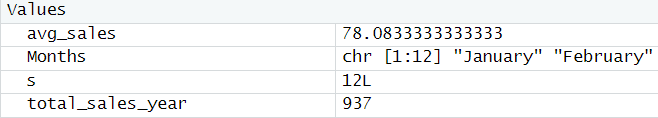 Values
avg_sales 78.0833333333333
Months chr [1:12] "January" "February"
s 12L
total_sales_year 937